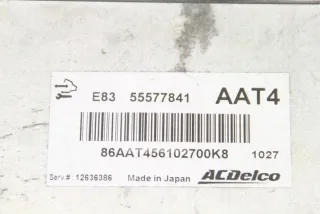 E83 55577841 AAT4
86AAT456102700K8 1027
Serv.#: 12636386 Made in Japan ACDelco